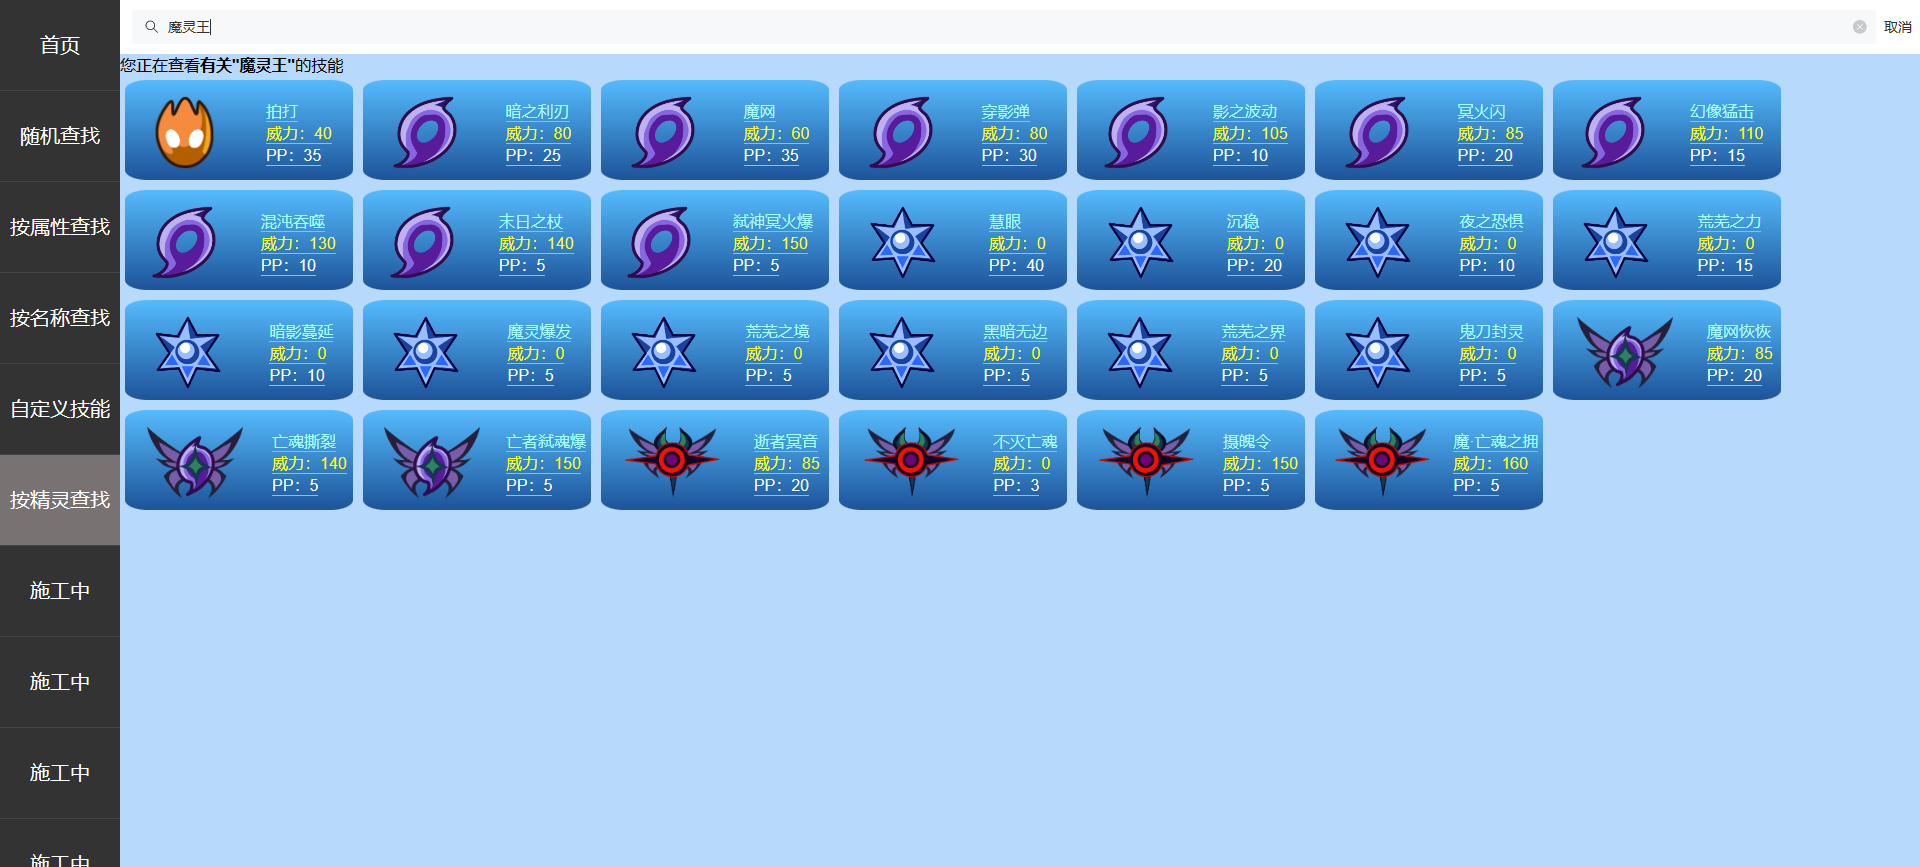 首页
随机查找
按属性查找
按名称查找
自定义技能
按精灵查找
施工中
施工中
施工中
施工中
魔灵王
取消
您正在查看有关"魔灵王"的技能
拍打
威力：40
PP：35
暗之利刃
威力：80
PP：25
魔网
威力：60
PP：35
穿影弹
威力：80
PP：30
影之波动
威力：105
PP：10
冥火闪
威力：85
PP：20
幻像猛击
威力：110
PP：15
混沌吞噬
威力：130
PP：10
末日之杖
威力：140
PP：5
弑神冥火爆
威力：150
PP：5
慧眼
威力：0
PP：40
沉稳
威力：0
PP：20
夜之恐惧
威力：0
PP：10
荒芜之力
威力：0
PP：15
暗影蔓延
威力：0
PP：10
魔灵爆发
威力：0
PP：5
荒芜之境
威力：0
PP：5
黑暗无边
威力：0
PP：5
荒芜之界
威力：0
PP：5
鬼刀封灵
威力：0
PP：5
魔网恢恢
威力：85
PP：20
亡魂撕裂
威力：140
PP：5
亡者弑魂爆
威力：150
PP：5
逝者冥音
威力：85
PP：20
不灭亡魂
威力：0
PP：3
摄魄令
威力：150
PP：5
魔·亡魂之拥
威力：160
PP：5